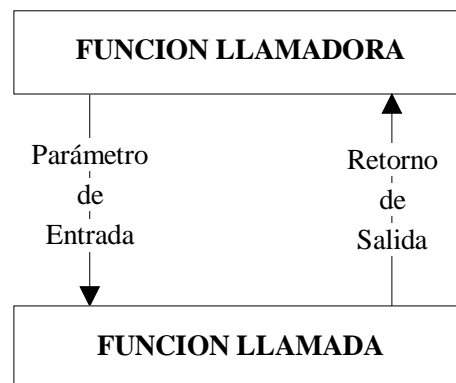 FUNCION LLAMADORA
Parámetro
de
Entrada
Retorno
de
Salida
FUNCION LLAMADA